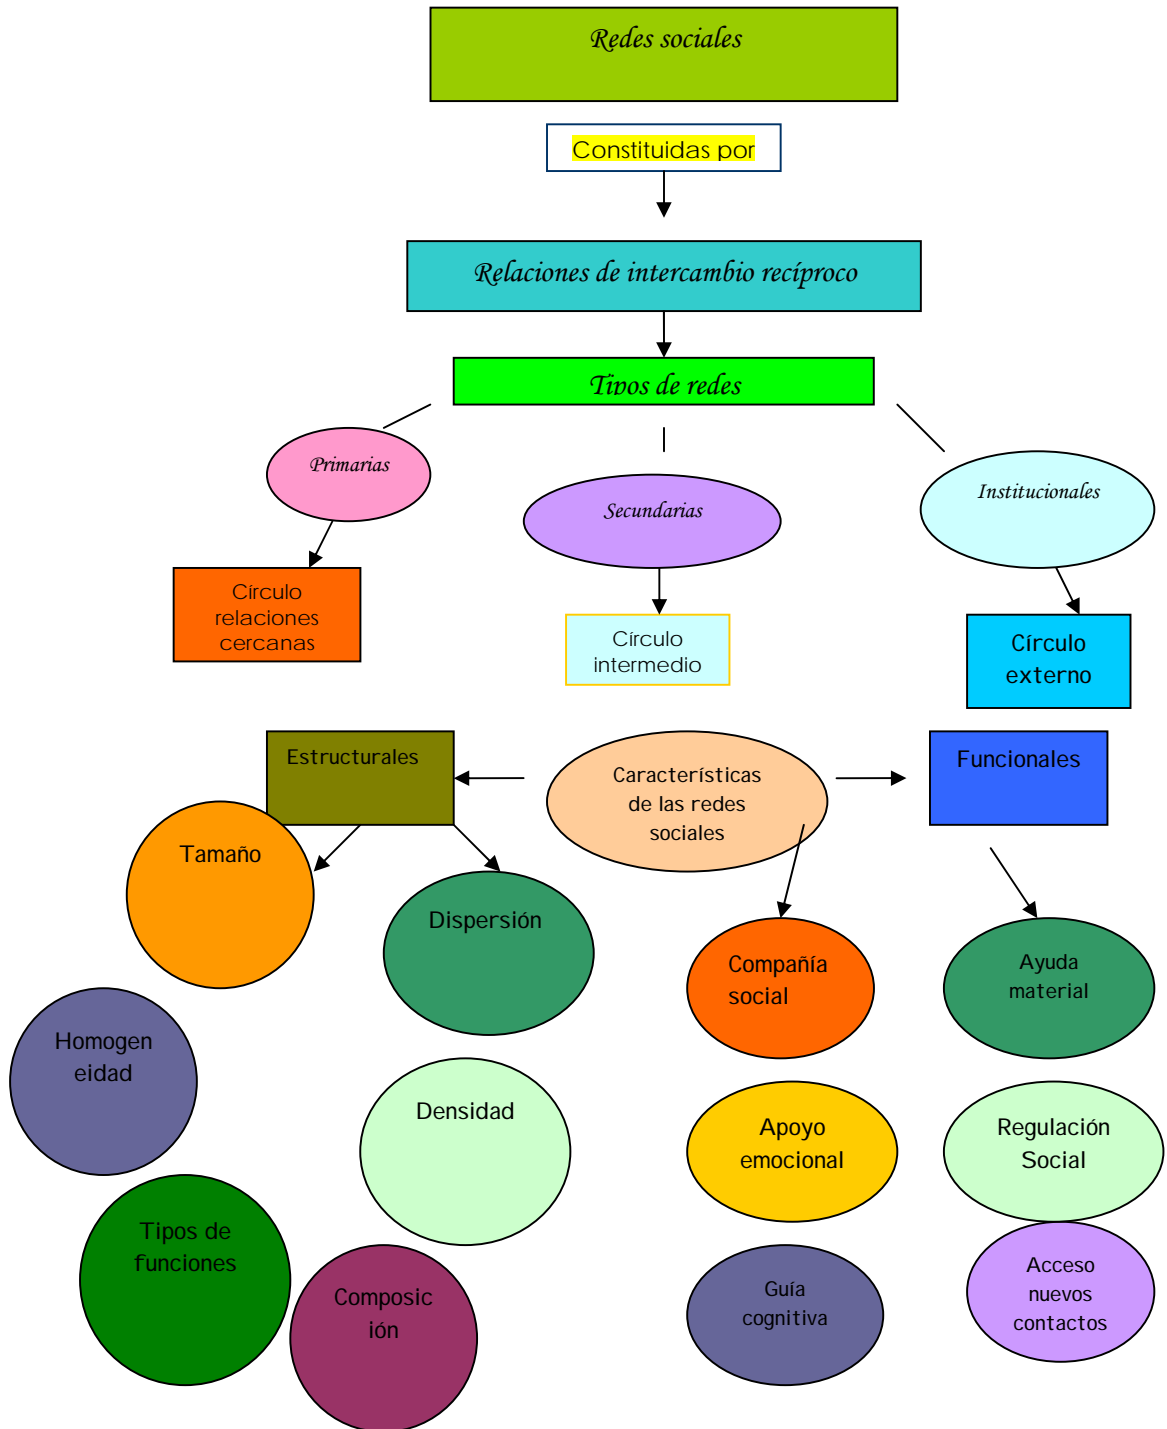 Redes sociales
Constituidas por
Relaciones de intercambio recíproco
Tipos de redes
Primarias
Secundarias
Institucionales
Círculo
relaciones
cercanas
Círculo
intermedio
Círculo
externo
Estructurales
Características
de las redes
sociales
Funcionales
Tamaño
Dispersión
Compañía
social
Ayuda
material
Homogen
eidad
Densidad
Apoyo
emocional
Regulación
Social
Tipos de
funciones
Composic
ión
Guía
cognitiva
Acceso
nuevos
contactos